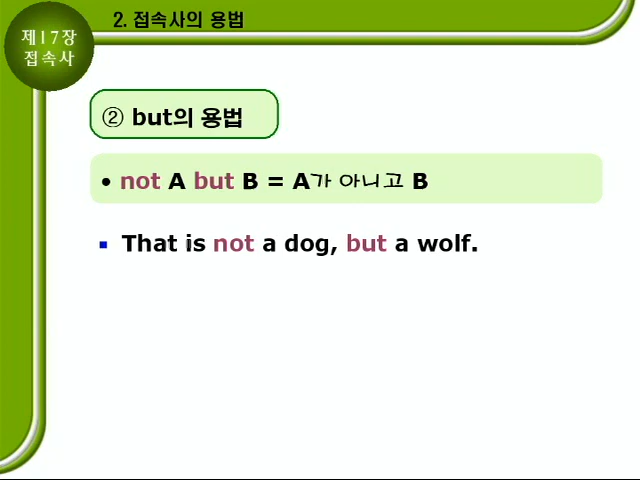 2. 접속사의 용법
제17장
접속사
② but의 용법
• not A but B = A가 아니고 B
▪ That is not a dog, but a wolf.